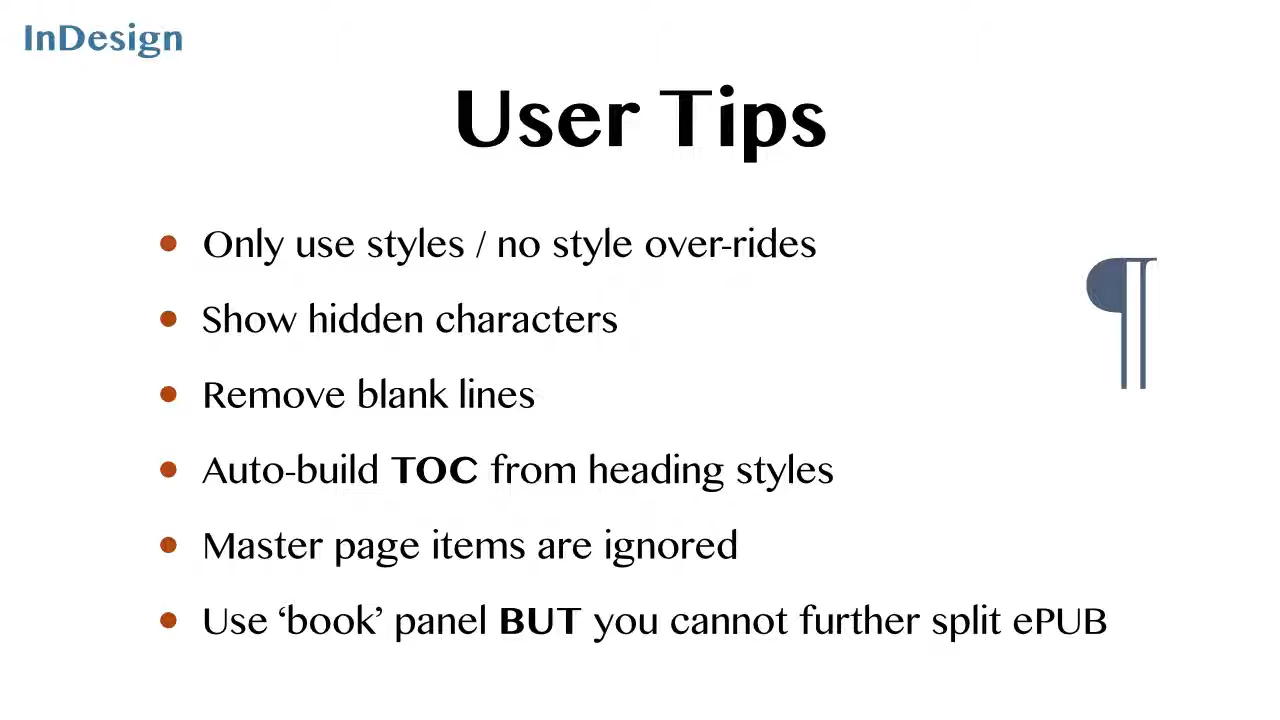 InDesign
User Tips
• Only use styles / no style over-rides
• Show hidden characters
• Remove blank lines
• Auto-build TOC from heading styles
• Master page items are ignored
• Use ‘book’ panel BUT you cannot further split ePUB
¶